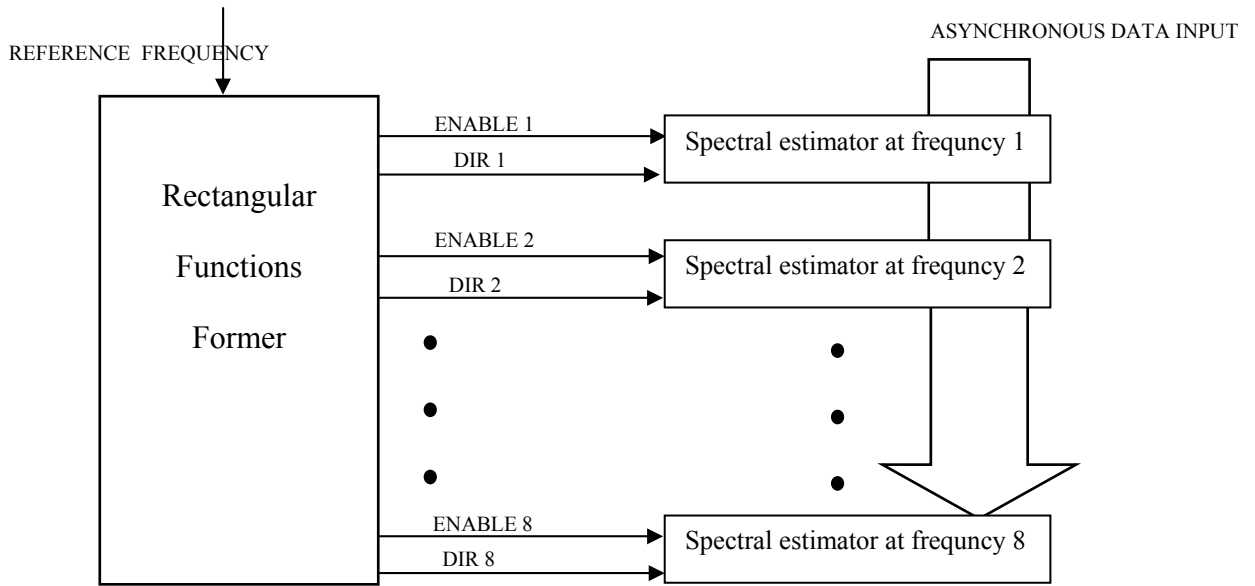 ASYNCHRONOUS DATA INPUT
REFERENCE FREQUENCY
Rectangular
Functions
Former
ENABLE 1
DIR 1
Spectral estimator at frequncy 1
ENABLE 2
DIR 2
Spectral estimator at frequncy 2
ENABLE 8
DIR 8
Spectral estimator at frequncy 8